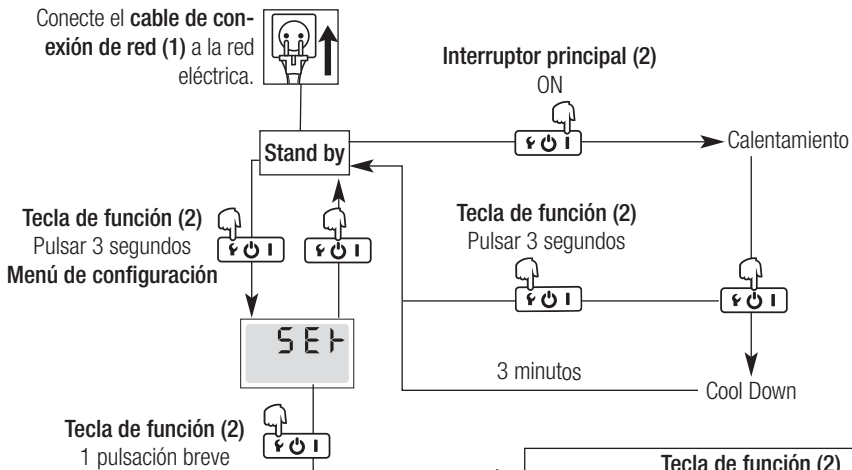 Conecte el cable de con-
exión de red (1) a la red
eléctrica.
Interruptor principal (2)
ON
Stand by
Calentamiento
Tecla de función (2)
Pulsar 3 segundos
Menú de configuración
Tecla de función (2)
Pulsar 3 segundos
SEt
3 minutos
Cool Down
Tecla de función (2)
1 pulsación breve
Tecla de función (2)